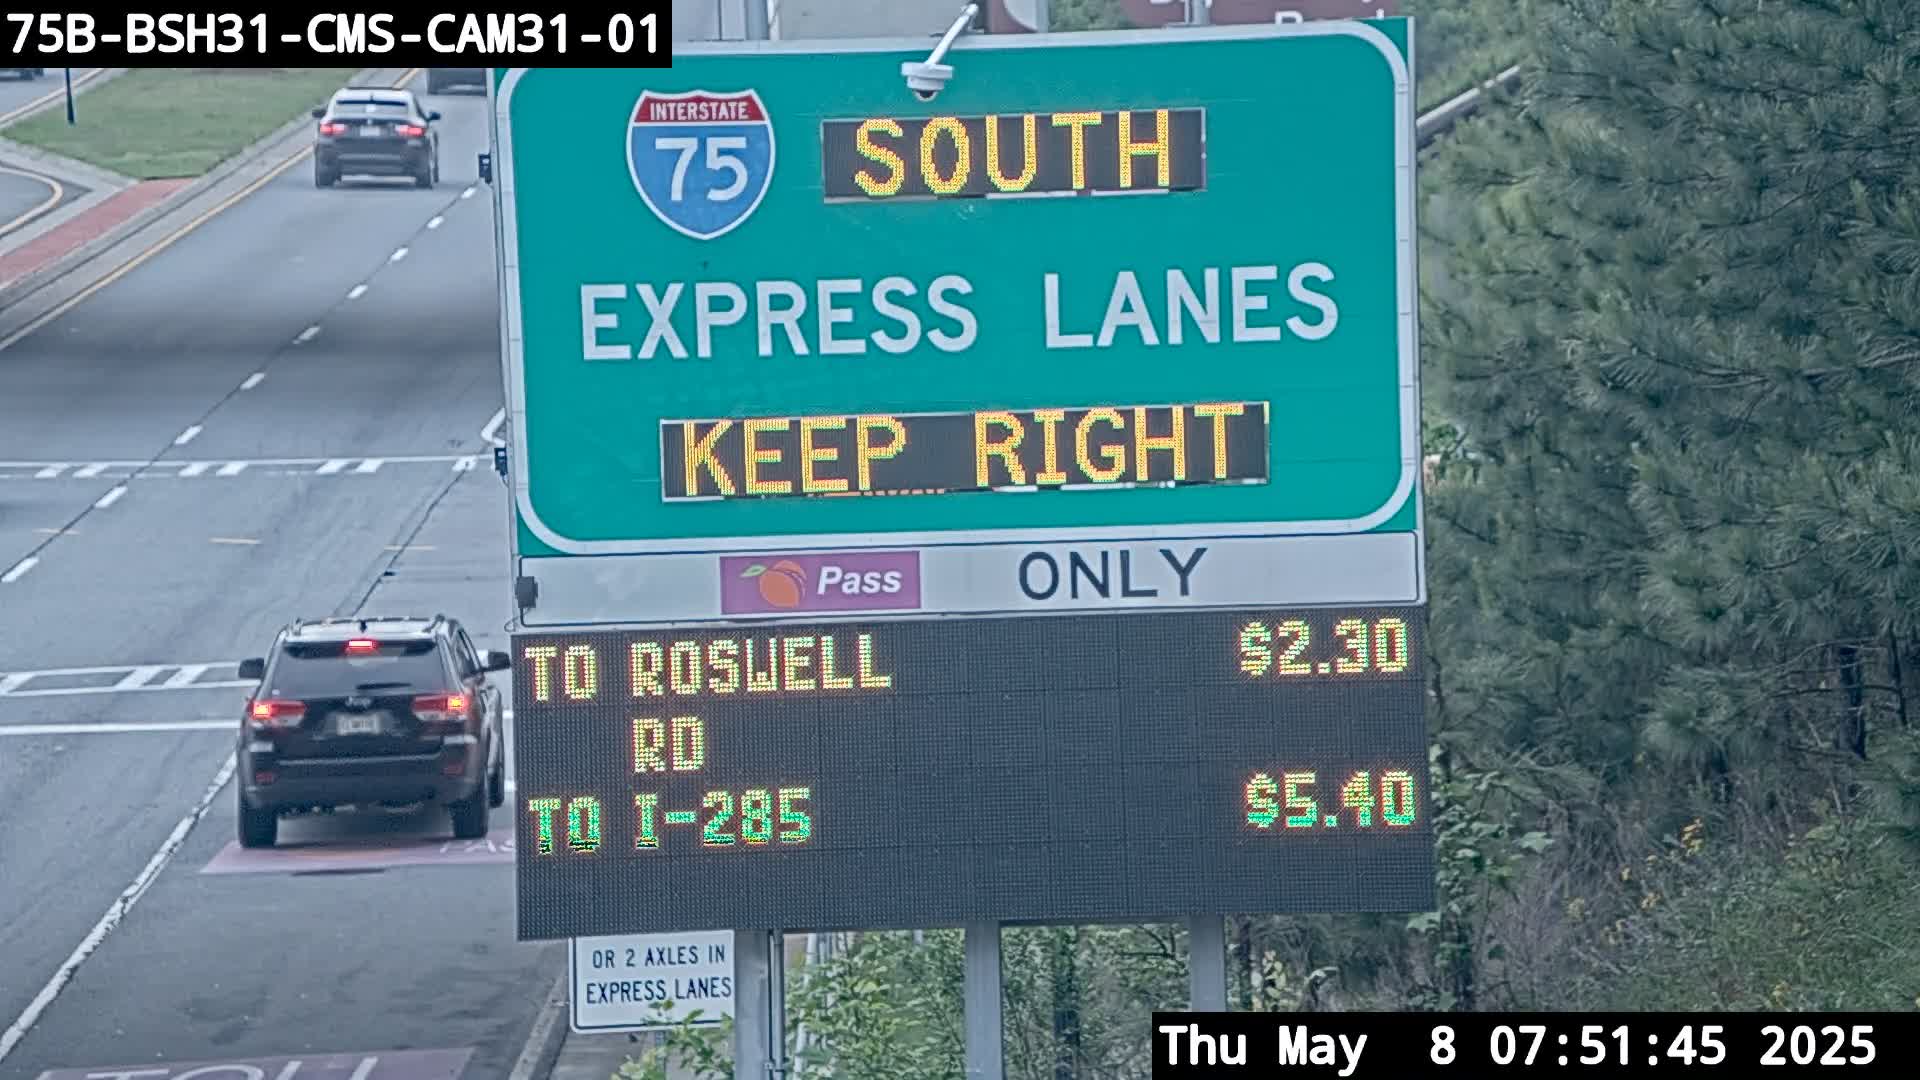 75B-BSH31-CMS-CAM31-01
INTERSTATE
75
SOUTH
EXPRESS LANES
KEEP RIGHT
Pass ONLY
TO ROSWELL $2.30
RD
TO I-285 $5.40
OR 2 AXLES IN
EXPRESS LANES
Thu May 8 07:51:45 2025